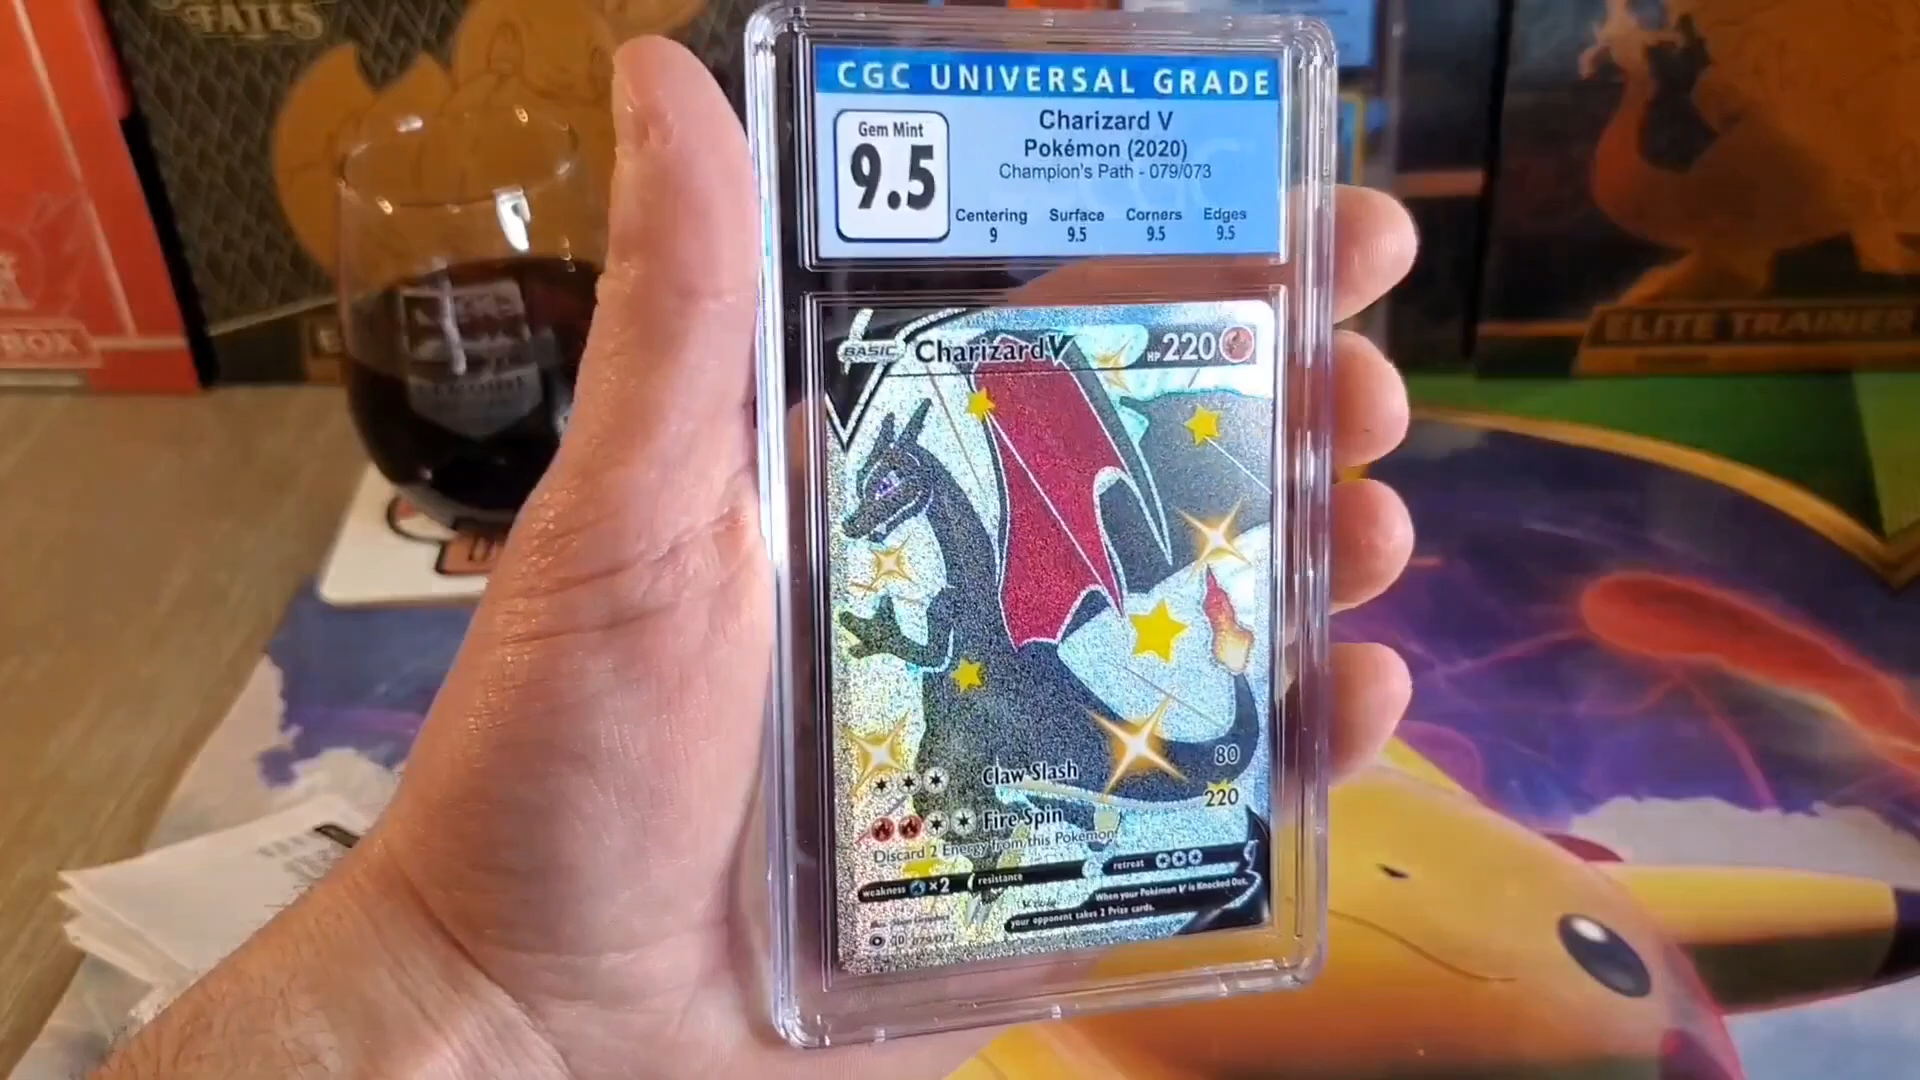 FATES
CGC UNIVERSAL GRADE
Gem Mint
9.5
Charizard V
Pokémon (2020)
Champion's Path - 079/073
Centering Surface Corners Edges
9 9.5 9.5 9.5
BASIC Charizard V HP 220
BOX
ELITE TRAINER
Claw Slash 80
Fire Spin 220
Discard 2 Energy from this Pokémon.
weakness ×2 resistance retreat
When your Pokémon V is Knocked Out,
your opponent takes 2 Prize cards.
079/073